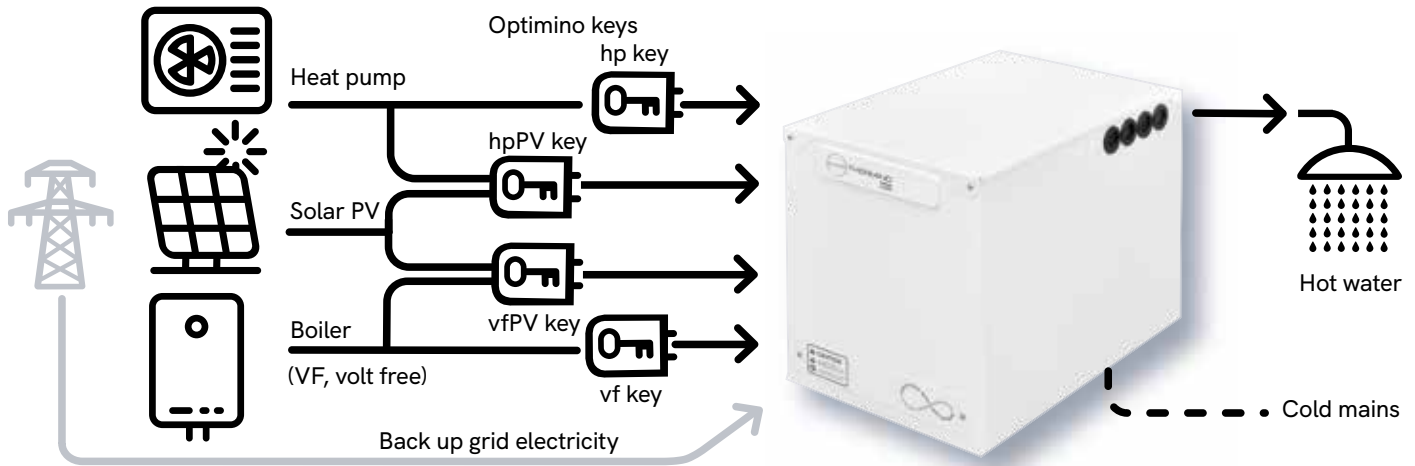 Optimino keys
hp key
Heat pump
hpPV key
Solar PV
vfPV key
Boiler
(VF, volt free)
vf key
Back up grid electricity
Hot water
Cold mains